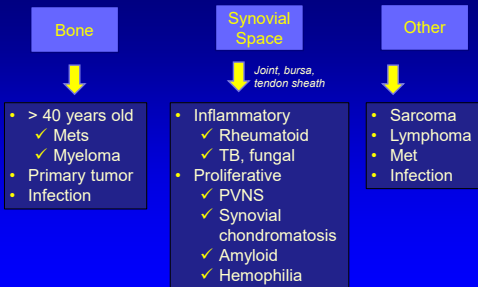 Bone
> 40 years old
✓ Mets
✓ Myeloma
• Primary tumor
• Infection
Synovial
Space
Joint, bursa,
tendon sheath
• Inflammatory
✓ Rheumatoid
✓ TB, fungal
• Proliferative
✓ PVNS
✓ Synovial
chondromatosis
✓ Amyloid
✓ Hemophilia
Other
• Sarcoma
• Lymphoma
• Met
• Infection